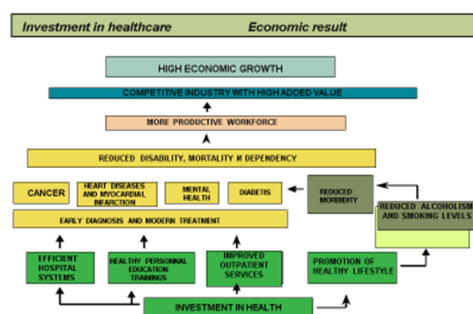 Investment in healthcare
Economic result
HIGH ECONOMIC GROWTH
COMPETITIVE INDUSTRY WITH HIGH ADDED VALUE
MORE PRODUCTIVE WORKFORCE
REDUCED DISABILITY, MORTALITY И DEPENDENCY
CANCER
HEART DISEASES
AND MYOCARDIAL
INFARCTION
MENTAL
HEALTH
DIABETIS
REDUCED
MORBIDITY
REDUCED ALCOHOLISM
AND SMOKING LEVELS
EARLY DIAGNOSIS AND MODERN TREATMENT
EFFICIENT
HOSPITAL
SYSTEMS
HEALTHY PERSONNAL
EDUCATION
TRAININGS
IMPROVED
OUTPATIENT
SERVICES
PROMOTION OF
HEALTHY LIFESTYLE
INVESTMENT IN HEALTH